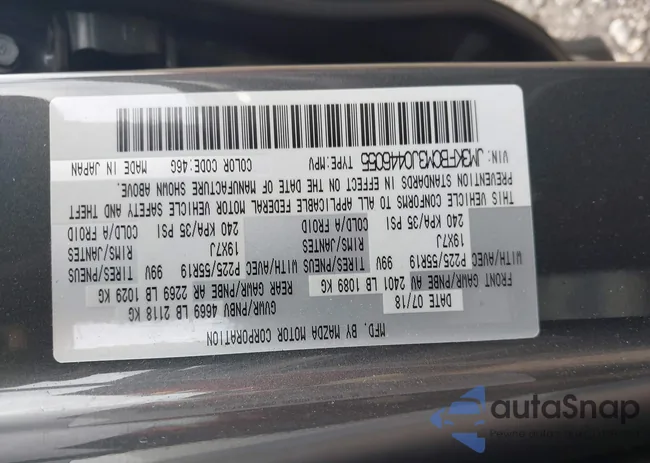 MFD. BY MAZDA MOTOR CORPORATION
DATE 07/18 GVWR/PNBV 4669 LB 2118 KG
FRONT GAWR/PNBE AV 2401 LB 1089 KG REAR GAWR/PNBE AR 2269 LB 1029 KG
WITH/AVEC P225/55R19 99V TIRES/PNEUS WITH/AVEC P225/55R19 99V TIRES/PNEUS
19X7J RIMS/JANTES 19X7J RIMS/JANTES
240 KPA/35 PSI COLD/A FROID 240 KPA/35 PSI COLD/A FROID
THIS VEHICLE CONFORMS TO ALL APPLICABLE FEDERAL MOTOR VEHICLE SAFETY AND THEFT
PREVENTION STANDARDS IN EFFECT ON THE DATE OF MANUFACTURE SHOWN ABOVE.
VIN: JM3KFBCM3J0446055 TYPE:MPV COLOR CODE:46G MADE IN JAPAN
autaSnap